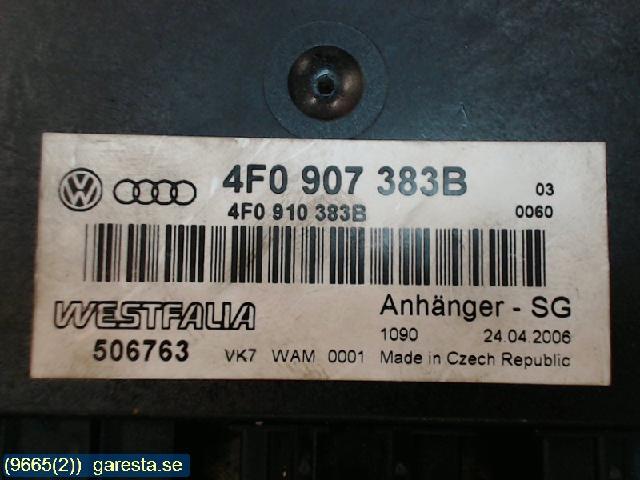 4F0 907 383B 03
4F0 910 383B 0060
WESTFALIA Anhänger - SG
1090 24.04.2006
506763 VK7 WAM 0001 Made in Czech Republic
(9665(2)) garesta.se